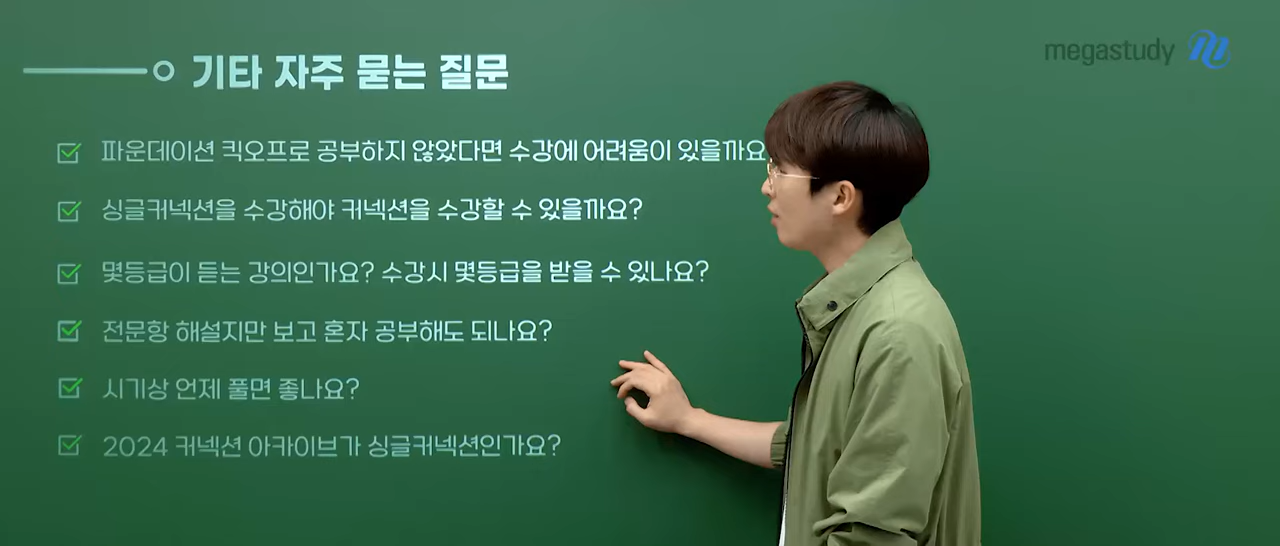 megastudy
기타 자주 묻는 질문
파운데이션 킥오프로 공부하지 않았다면 수강에 어려움이 있을까요
싱글커넥션을 수강해야 커넥션을 수강할 수 있을까요?
몇등급이 듣는 강의인가요? 수강시 몇등급을 받을 수 있나요?
전문항 해설지만 보고 혼자 공부해도 되나요?
시기상 언제 풀면 좋나요?
2024 커넥션 아카이브가 싱글커넥션인가요?